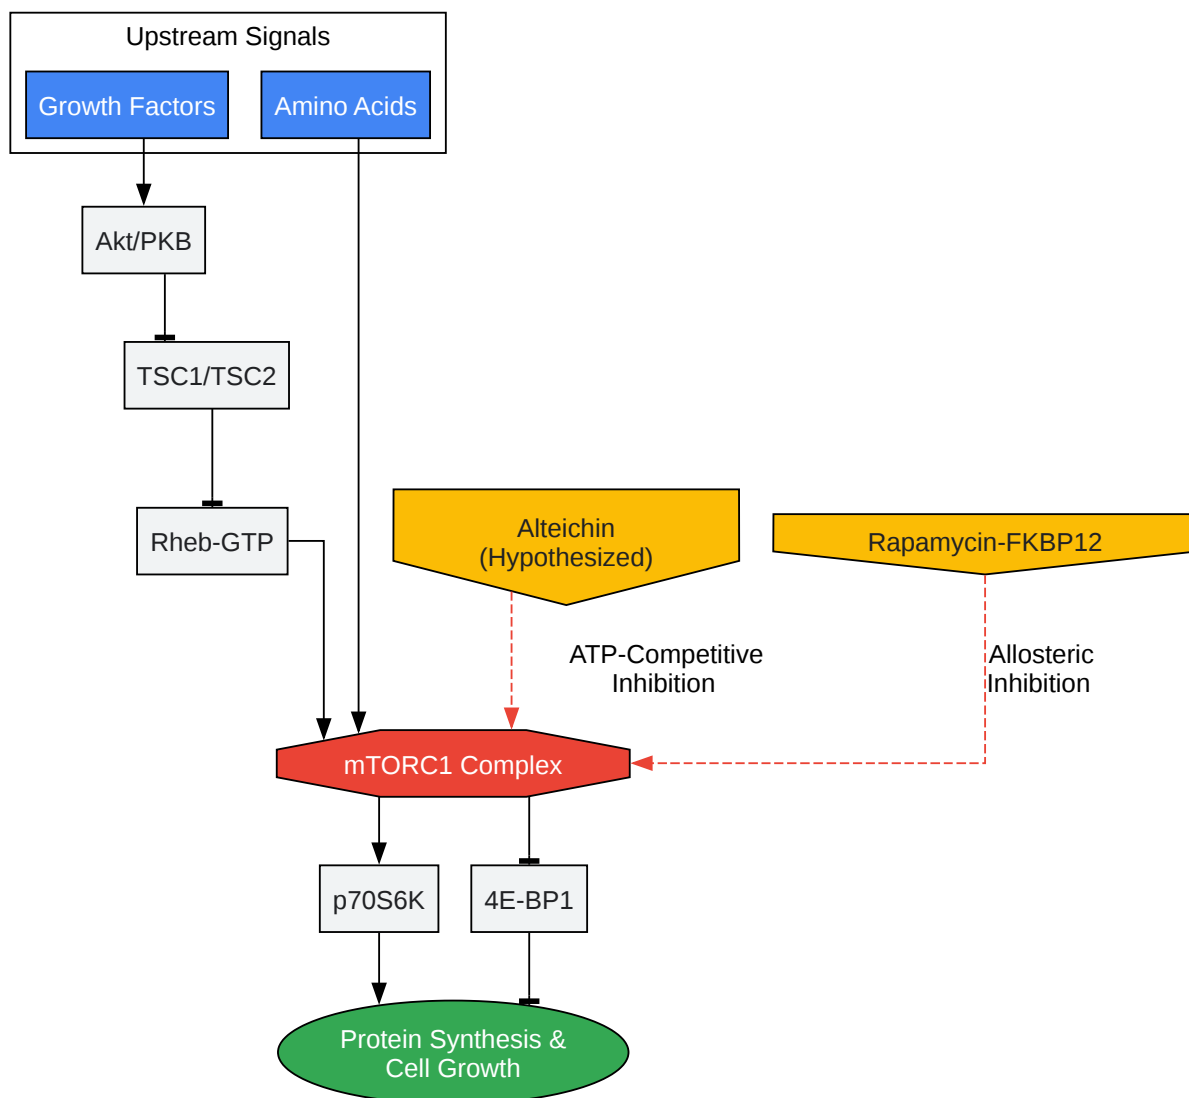 Upstream Signals
Growth Factors
Amino Acids
Akt/PKB
TSC1/TSC2
Rheb-GTP
Alteichin
(Hypothesized)
Rapamycin-FKBP12
ATP-Competitive
Inhibition
Allosteric
Inhibition
mTORC1 Complex
p70S6K
4E-BP1
Protein Synthesis &
Cell Growth